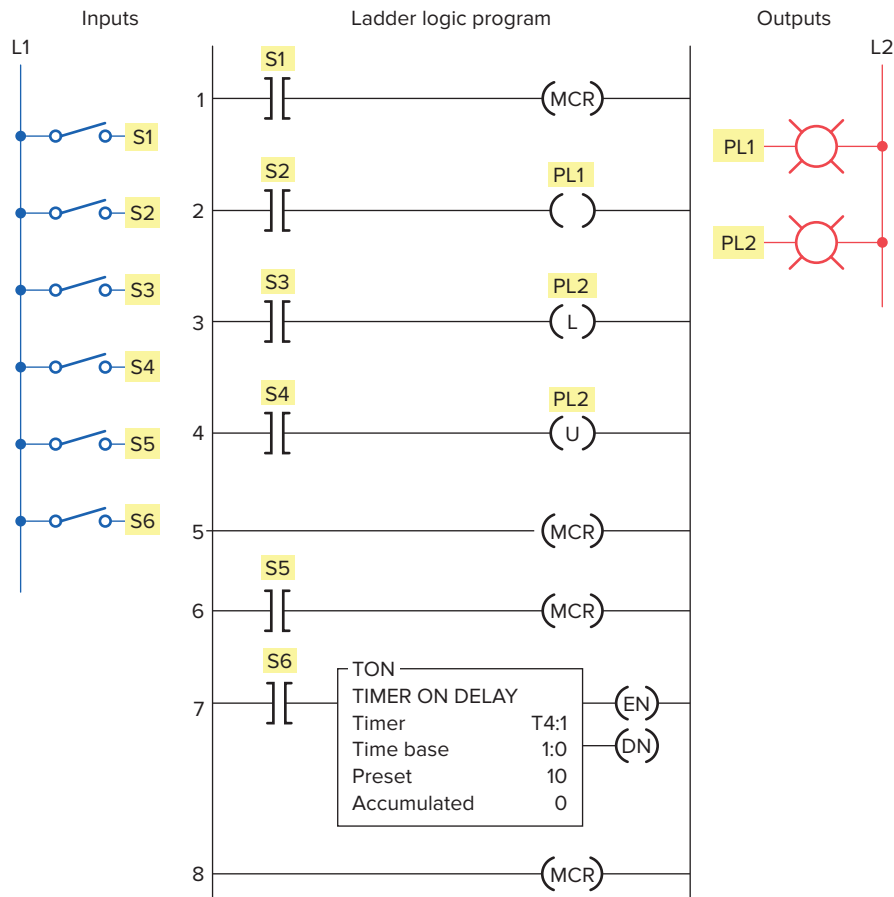 Inputs
Ladder logic program
Outputs
L1
L2
S1
S2
S3
S4
S5
S6
1
S1
MCR
2
S2
PL1
3
S3
PL2
L
4
S4
PL2
U
5
MCR
6
S5
MCR
7
S6
TON
TIMER ON DELAY
Timer T4:1
Time base 1:0
Preset 10
Accumulated 0
EN
DN
8
MCR
PL1
PL2